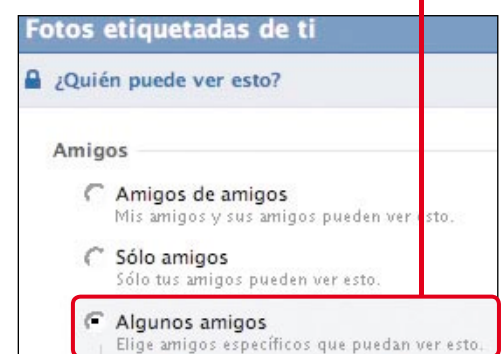 Fotos etiquetadas de ti
¿Quién puede ver esto?
Amigos
Amigos de amigos
Mis amigos y sus amigos pueden ver esto.
Sólo amigos
Sólo tus amigos pueden ver esto.
Algunos amigos
Elige amigos específicos que puedan ver esto.